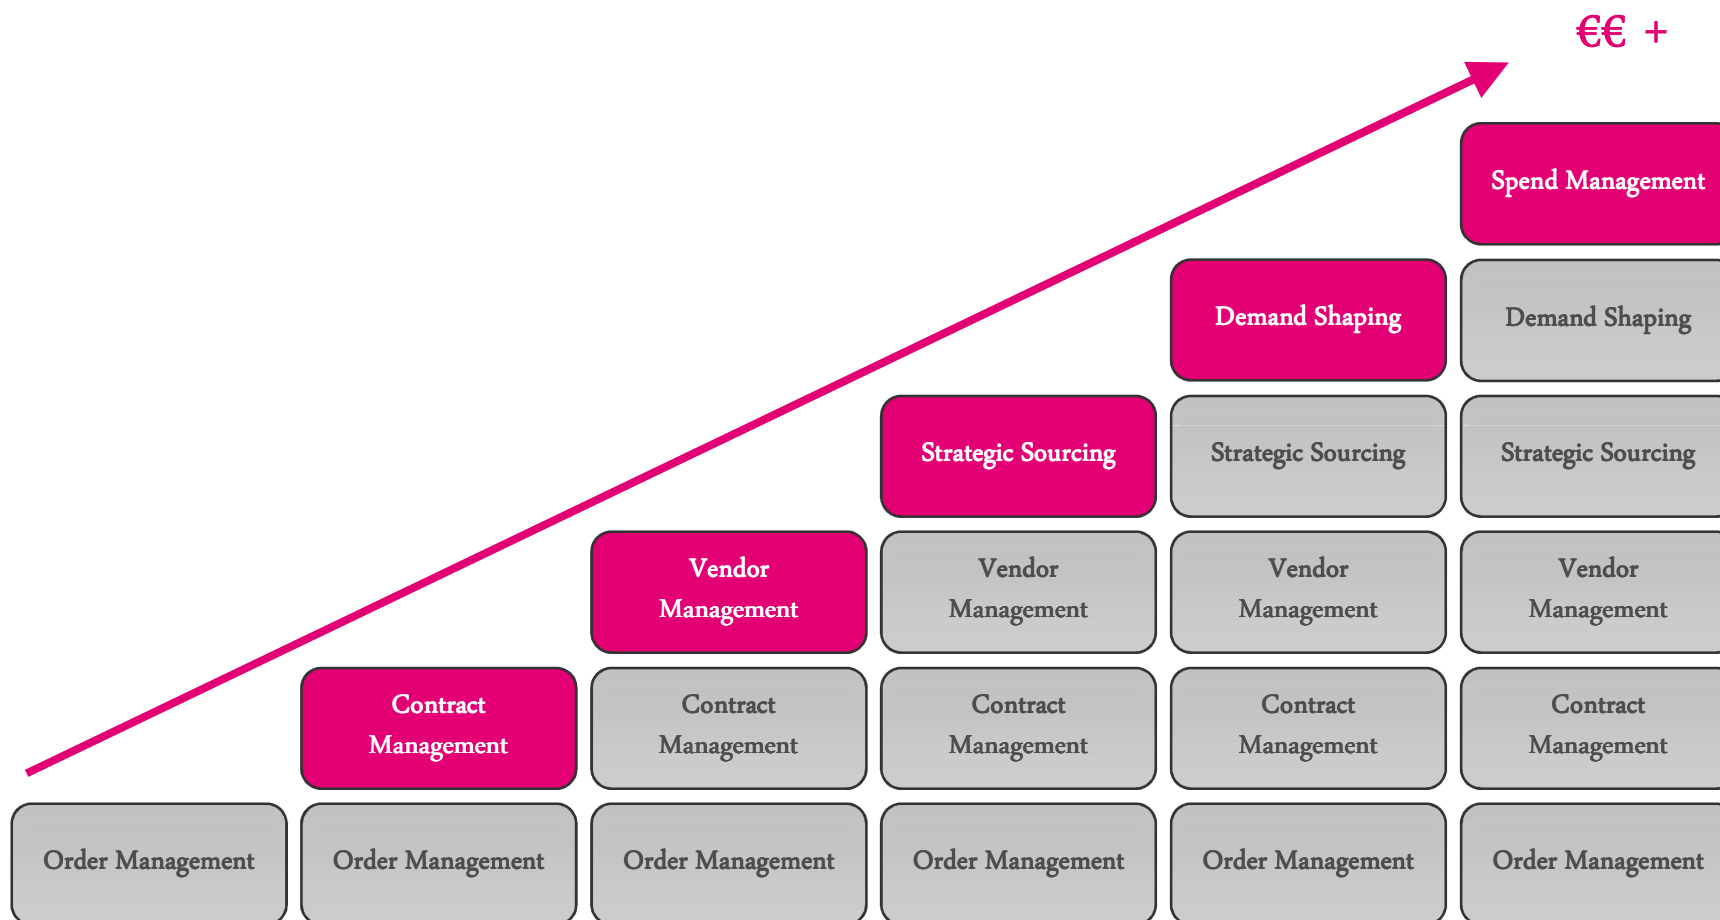 €€ +
Spend Management
Demand Shaping
Demand Shaping
Strategic Sourcing
Strategic Sourcing
Strategic Sourcing
Vendor
Management
Vendor
Management
Vendor
Management
Vendor
Management
Contract
Management
Contract
Management
Contract
Management
Contract
Management
Contract
Management
Order Management
Order Management
Order Management
Order Management
Order Management
Order Management